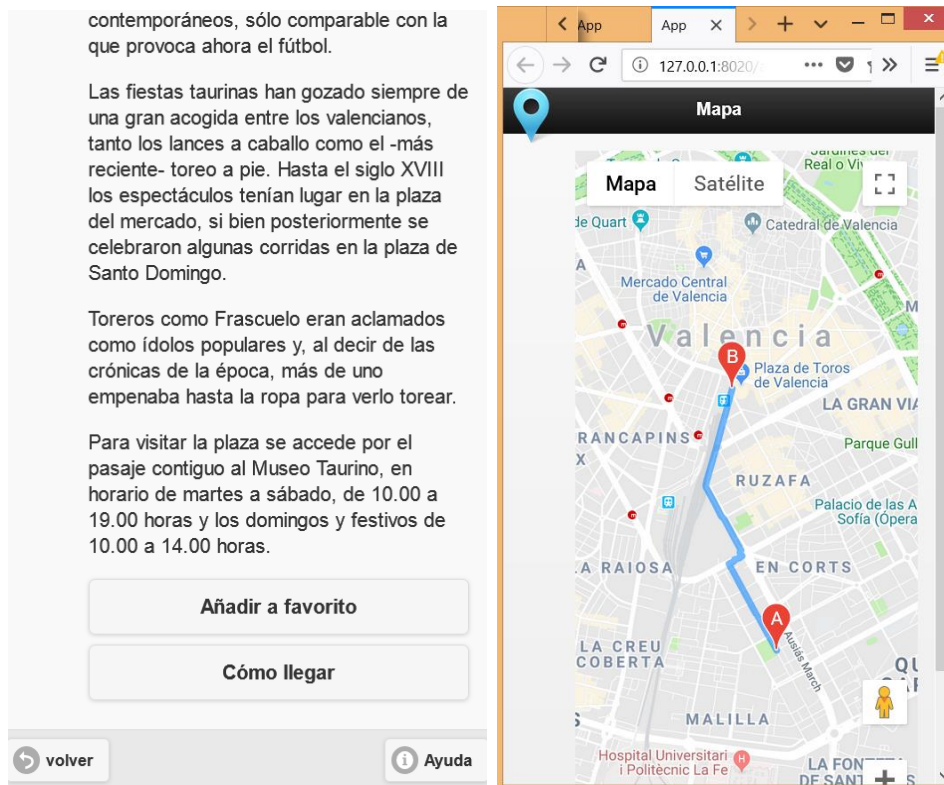 contemporáneos, sólo comparable con la
que provoca ahora el fútbol.
Las fiestas taurinas han gozado siempre de
una gran acogida entre los valencianos,
tanto los lances a caballo como el -más
reciente- toreo a pie. Hasta el siglo XVIII
los espectáculos tenían lugar en la plaza
del mercado, si bien posteriormente se
celebraron algunas corridas en la plaza de
Santo Domingo.
Toreros como Frascuelo eran aclamados
como ídolos populares y, al decir de las
crónicas de la época, más de uno
empenaba hasta la ropa para verlo torear.
Para visitar la plaza se accede por el
pasaje contiguo al Museo Taurino, en
horario de martes a sábado, de 10.00 a
19.00 horas y los domingos y festivos de
10.00 a 14.00 horas.
Añadir a favorito
Cómo llegar
volver
Ayuda
App
App
127.0.0.1:8020/
Mapa
Jardines del
Real o Viv
Mapa
Satélite
de Quart
Catedral de Valencia
Mercado Central
de Valencia
Valencia
B
Plaza de Toros
de Valencia
LA GRAN VIA
RANCAPINS
X
Parque Gull
RUZAFA
Palacio de las A
Sofía (Ópera
A RAIOSA
EN CORTS
A
Ausiàs March
LA CREU
COBERTA
QU
MALILLA
Hospital Universitari
i Politècnic La Fe
LA FON
DE SANT